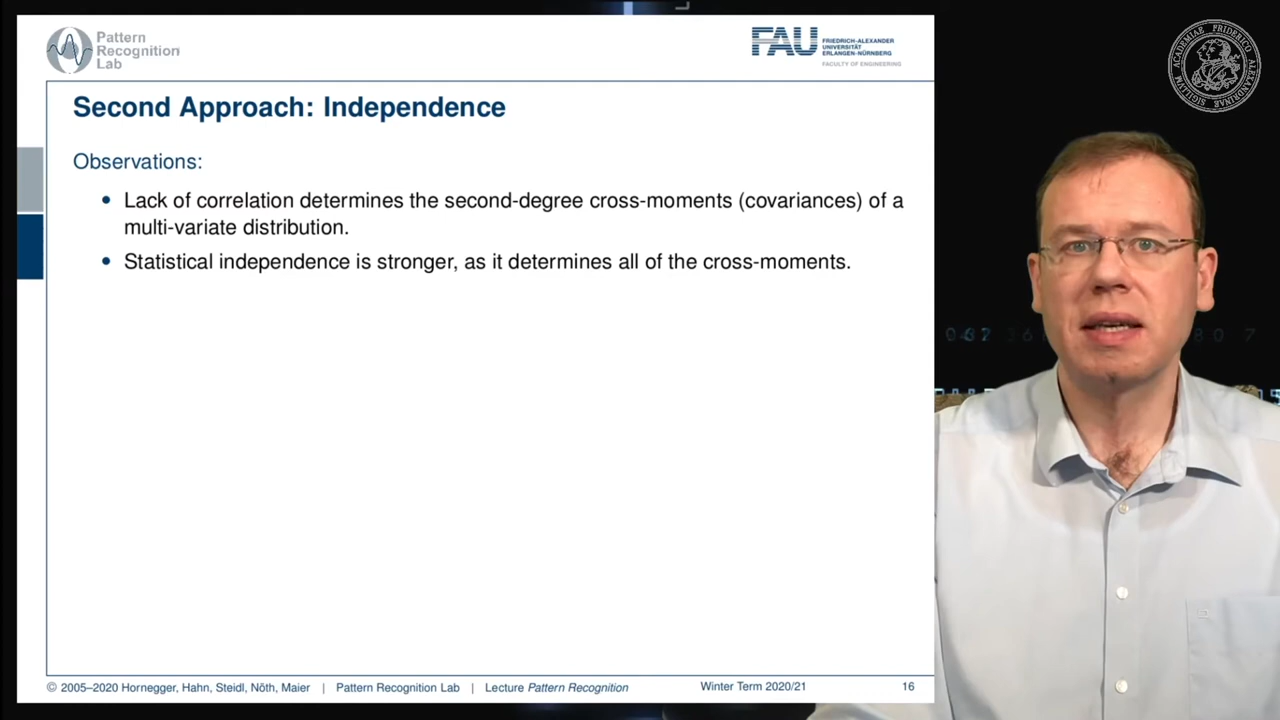 Pattern
Recognition
Lab
FAU
FRIEDRICH-ALEXANDER
UNIVERSITÄT
ERLANGEN-NÜRNBERG
FACULTY OF ENGINEERING
Second Approach: Independence
Observations:
• Lack of correlation determines the second-degree cross-moments (covariances) of a
multi-variate distribution.
• Statistical independence is stronger, as it determines all of the cross-moments.
© 2005–2020 Hornegger, Hahn, Steidl, Nöth, Maier | Pattern Recognition Lab | Lecture Pattern Recognition Winter Term 2020/21 16